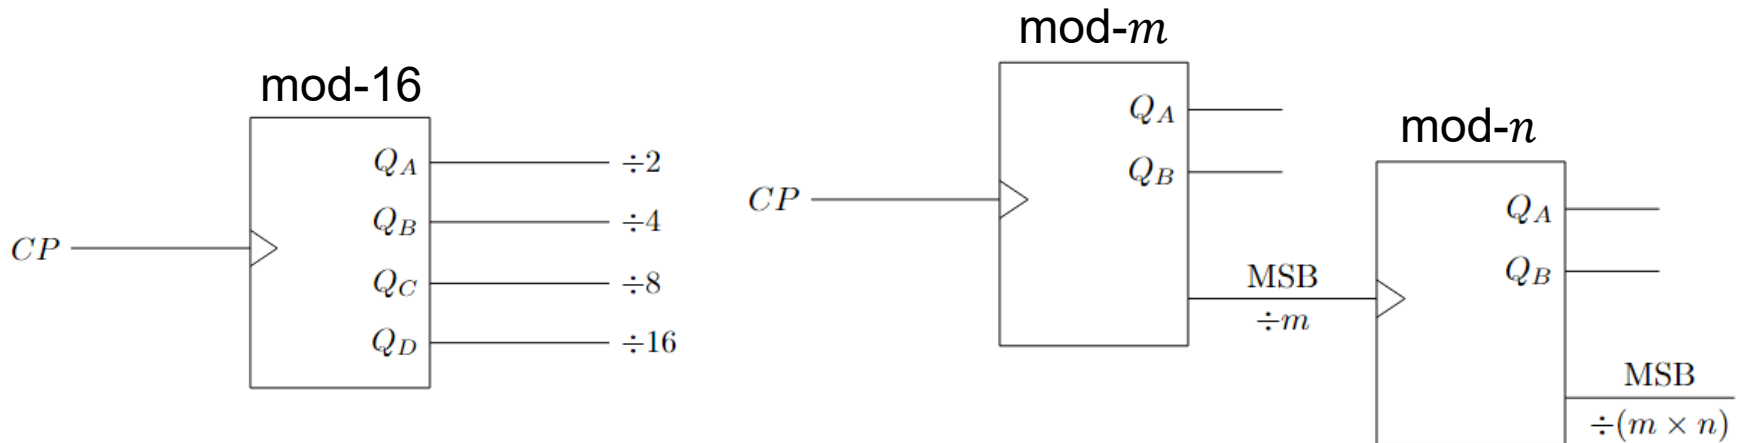 mod-16
CP
Q_A ÷2
Q_B ÷4
Q_C ÷8
Q_D ÷16
mod-m
CP
Q_A
Q_B
MSB
÷m
mod-n
Q_A
Q_B
MSB
÷(m × n)